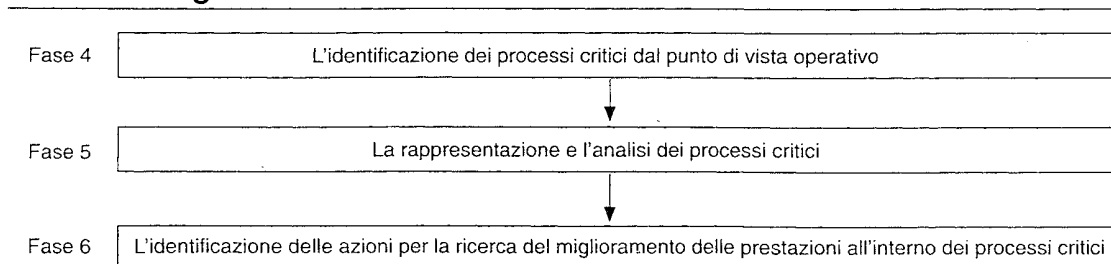 Fase 4 L'identificazione dei processi critici dal punto di vista operativo
Fase 5 La rappresentazione e l'analisi dei processi critici
Fase 6 L'identificazione delle azioni per la ricerca del miglioramento delle prestazioni all'interno dei processi critici